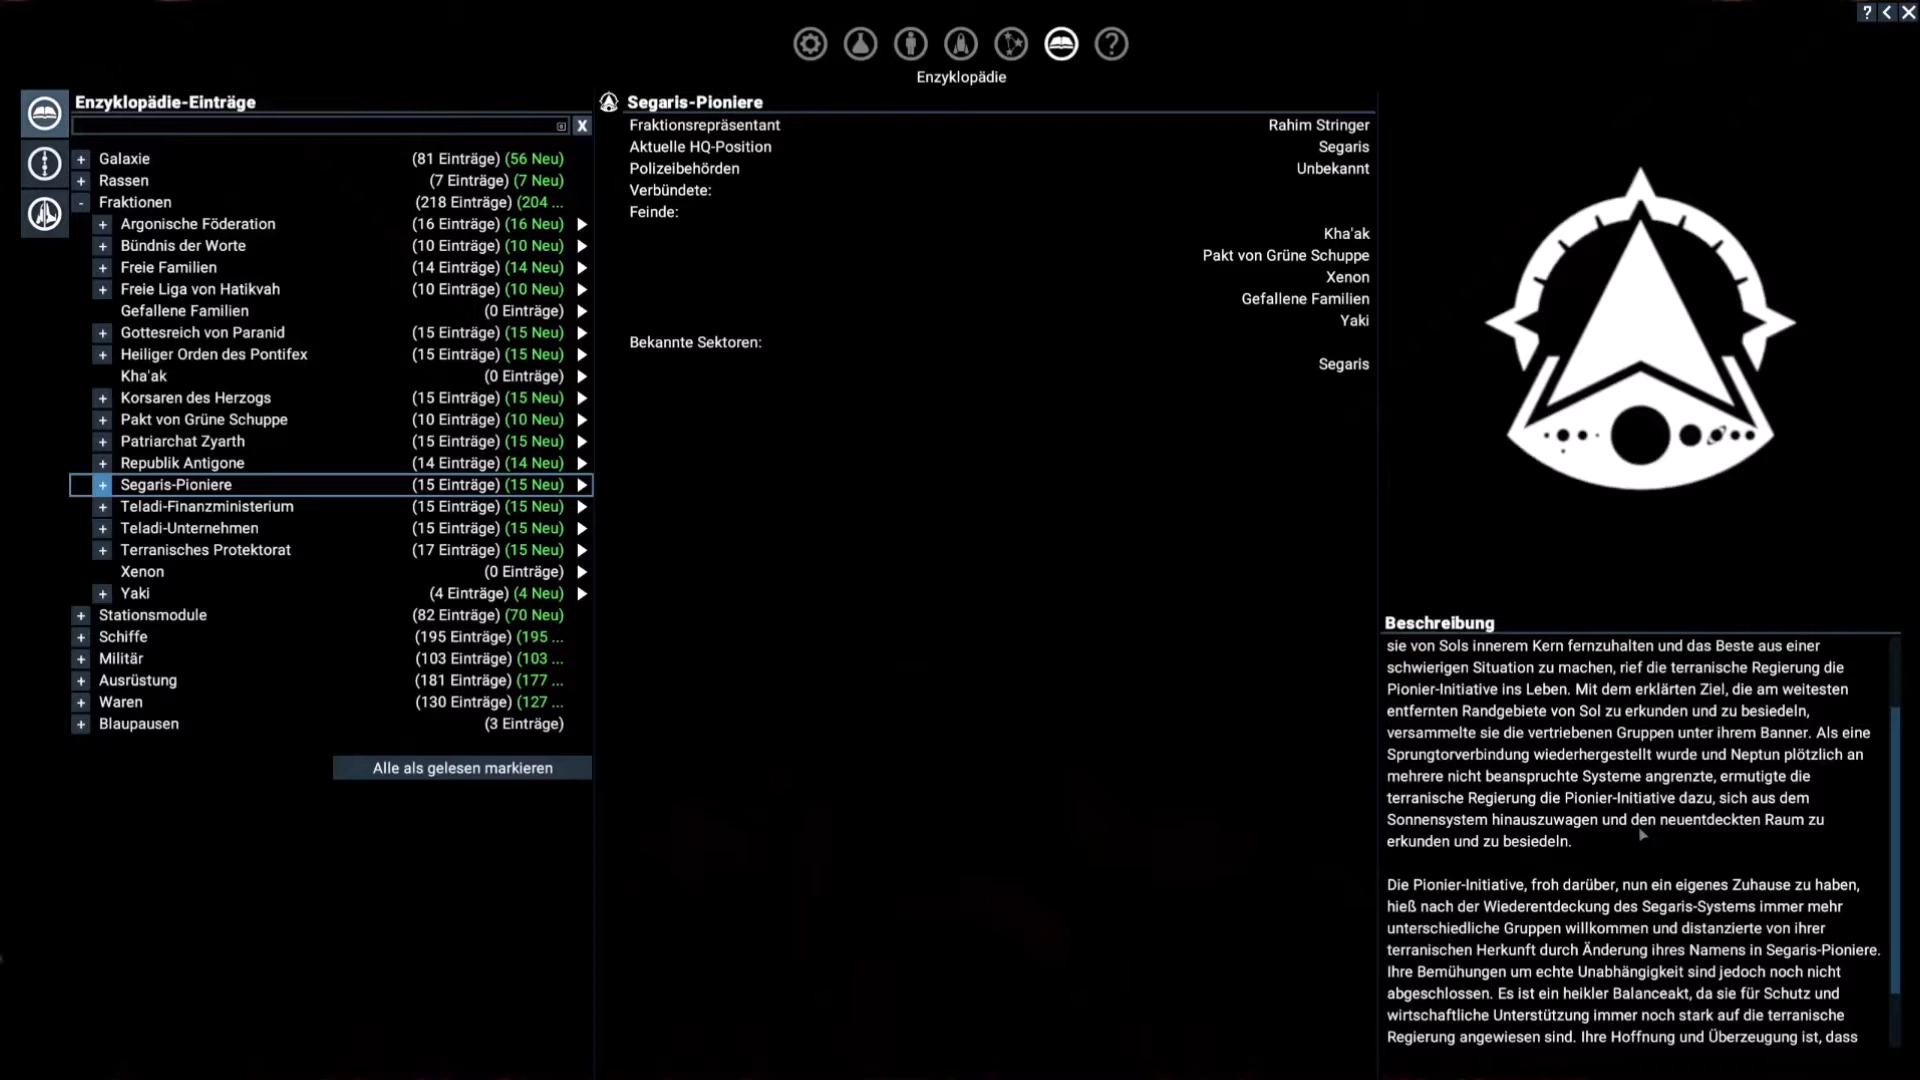 ? < X
Enzyklopädie
Enzyklopädie-Einträge
X
+ Galaxie (81 Einträge) (56 Neu)
+ Rassen (7 Einträge) (7 Neu)
- Fraktionen (218 Einträge) (204 ...
+ Argonische Föderation (16 Einträge) (16 Neu)
+ Bündnis der Worte (10 Einträge) (10 Neu)
+ Freie Familien (14 Einträge) (14 Neu)
+ Freie Liga von Hatikvah (10 Einträge) (10 Neu)
Gefallene Familien (0 Einträge)
+ Gottesreich von Paranid (15 Einträge) (15 Neu)
+ Heiliger Orden des Pontifex (15 Einträge) (15 Neu)
Kha'ak (0 Einträge)
+ Korsaren des Herzogs (15 Einträge) (15 Neu)
+ Pakt von Grüne Schuppe (10 Einträge) (10 Neu)
+ Patriarchat Zyarth (15 Einträge) (15 Neu)
+ Republik Antigone (14 Einträge) (14 Neu)
+ Segaris-Pioniere (15 Einträge) (15 Neu)
+ Teladi-Finanzministerium (15 Einträge) (15 Neu)
+ Teladi-Unternehmen (15 Einträge) (15 Neu)
+ Terranisches Protektorat (17 Einträge) (15 Neu)
Xenon (0 Einträge)
+ Yaki (4 Einträge) (4 Neu)
+ Stationsmodule (82 Einträge) (70 Neu)
+ Schiffe (195 Einträge) (195 ...
+ Militär (103 Einträge) (103 ...
+ Ausrüstung (181 Einträge) (177 ...
+ Waren (130 Einträge) (127 ...
+ Blaupausen (3 Einträge)
Alle als gelesen markieren
Segaris-Pioniere
Fraktionsrepräsentant Rahim Stringer
Aktuelle HQ-Position Segaris
Polizeibehörden Unbekannt
Verbündete:
Feinde:
Kha'ak
Pakt von Grüne Schuppe
Xenon
Gefallene Familien
Yaki
Bekannte Sektoren:
Segaris
Beschreibung
sie von Sols innerem Kern fernzuhalten und das Beste aus einer
schwierigen Situation zu machen, rief die terranische Regierung die
Pionier-Initiative ins Leben. Mit dem erklärten Ziel, die am weitesten
entfernten Randgebiete von Sol zu erkunden und zu besiedeln,
versammelte sie die vertriebenen Gruppen unter ihrem Banner. Als eine
Sprungtorverbindung wiederhergestellt wurde und Neptun plötzlich an
mehrere nicht beanspruchte Systeme angrenzte, ermutigte die
terranische Regierung die Pionier-Initiative dazu, sich aus dem
Sonnensystem hinauszuwagen und den neuentdeckten Raum zu
erkunden und zu besiedeln.
Die Pionier-Initiative, froh darüber, nun ein eigenes Zuhause zu haben,
hieß nach der Wiederentdeckung des Segaris-Systems immer mehr
unterschiedliche Gruppen willkommen und distanzierte von ihrer
terranischen Herkunft durch Änderung ihres Namens in Segaris-Pioniere.
Ihre Bemühungen um echte Unabhängigkeit sind jedoch noch nicht
abgeschlossen. Es ist ein heikler Balanceakt, da sie für Schutz und
wirtschaftliche Unterstützung immer noch stark auf die terranische
Regierung angewiesen sind. Ihre Hoffnung und Überzeugung ist, dass